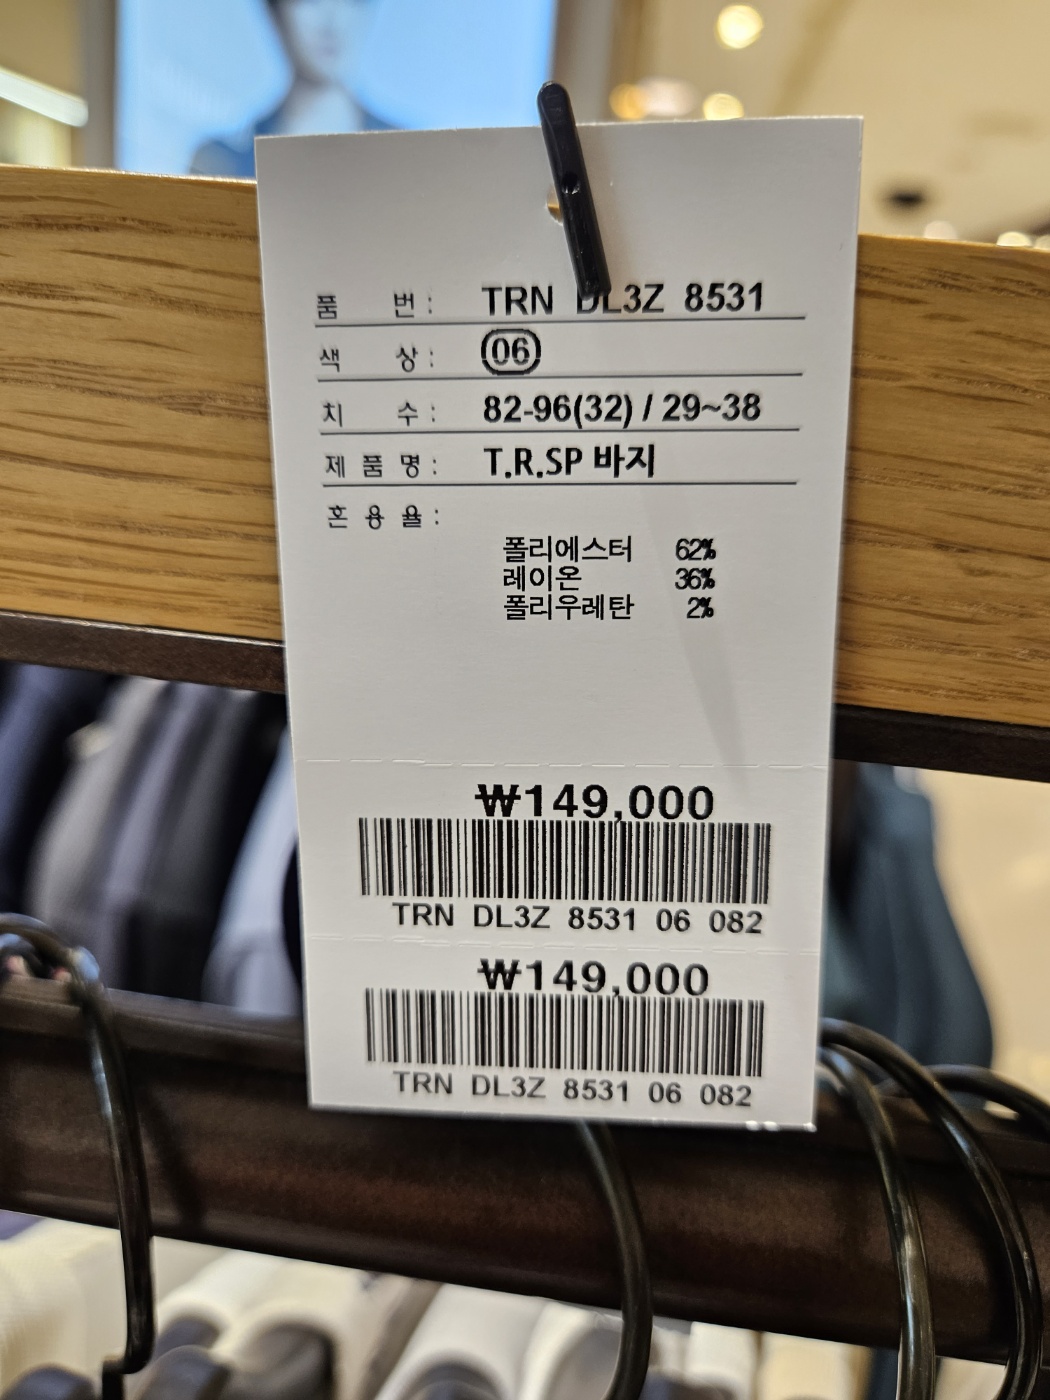 품 번 : TRN DL3Z 8531
색 상 : 06
치 수 : 82-96(32) / 29~38
제 품 명 : T.R.SP 바지
혼 용 율 :
폴리에스터 62%
레이온 36%
폴리우레탄 2%
₩149,000
TRN DL3Z 8531 06 082
₩149,000
TRN DL3Z 8531 06 082